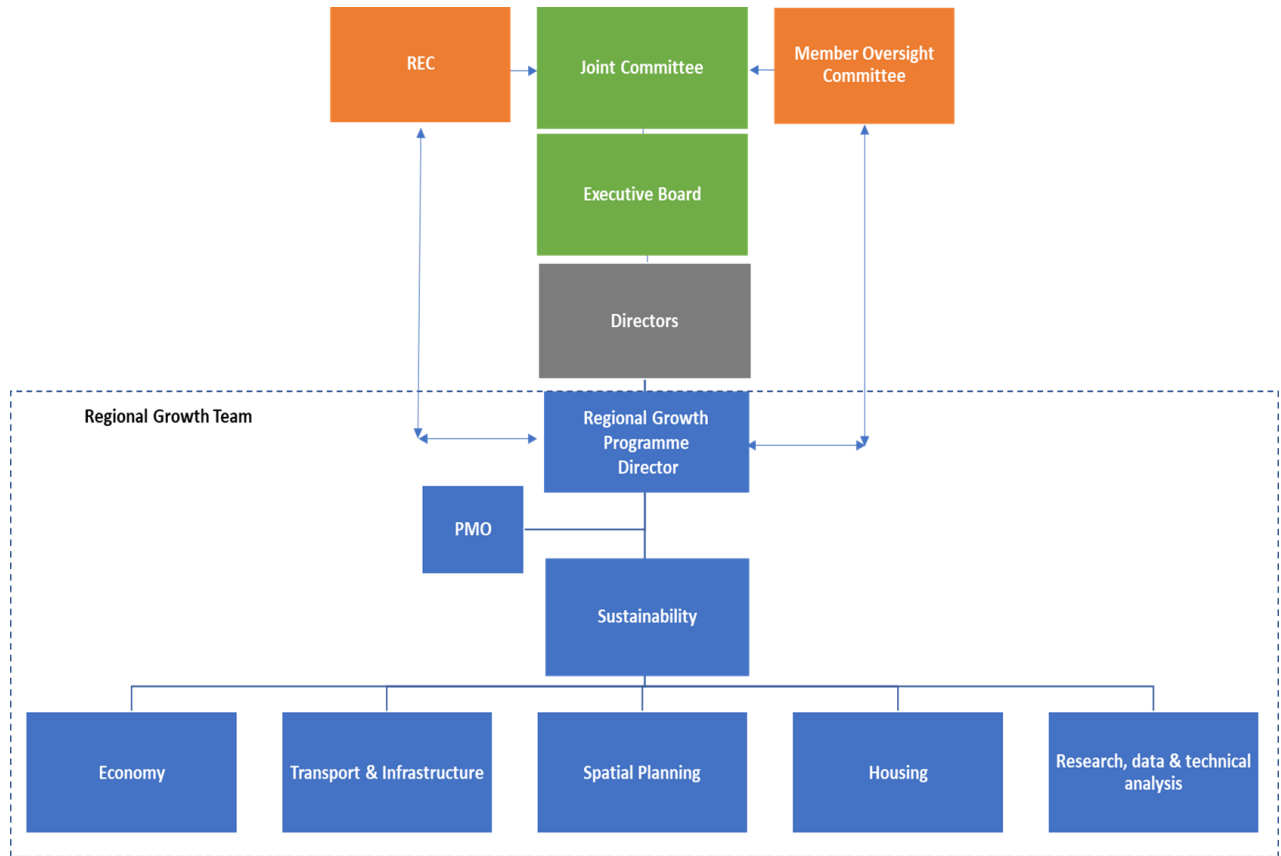 REC
Joint Committee
Member Oversight
Committee
Executive Board
Directors
Regional Growth Team
Regional Growth
Programme
Director
PMO
Sustainability
Economy
Transport & Infrastructure
Spatial Planning
Housing
Research, data & technical
analysis